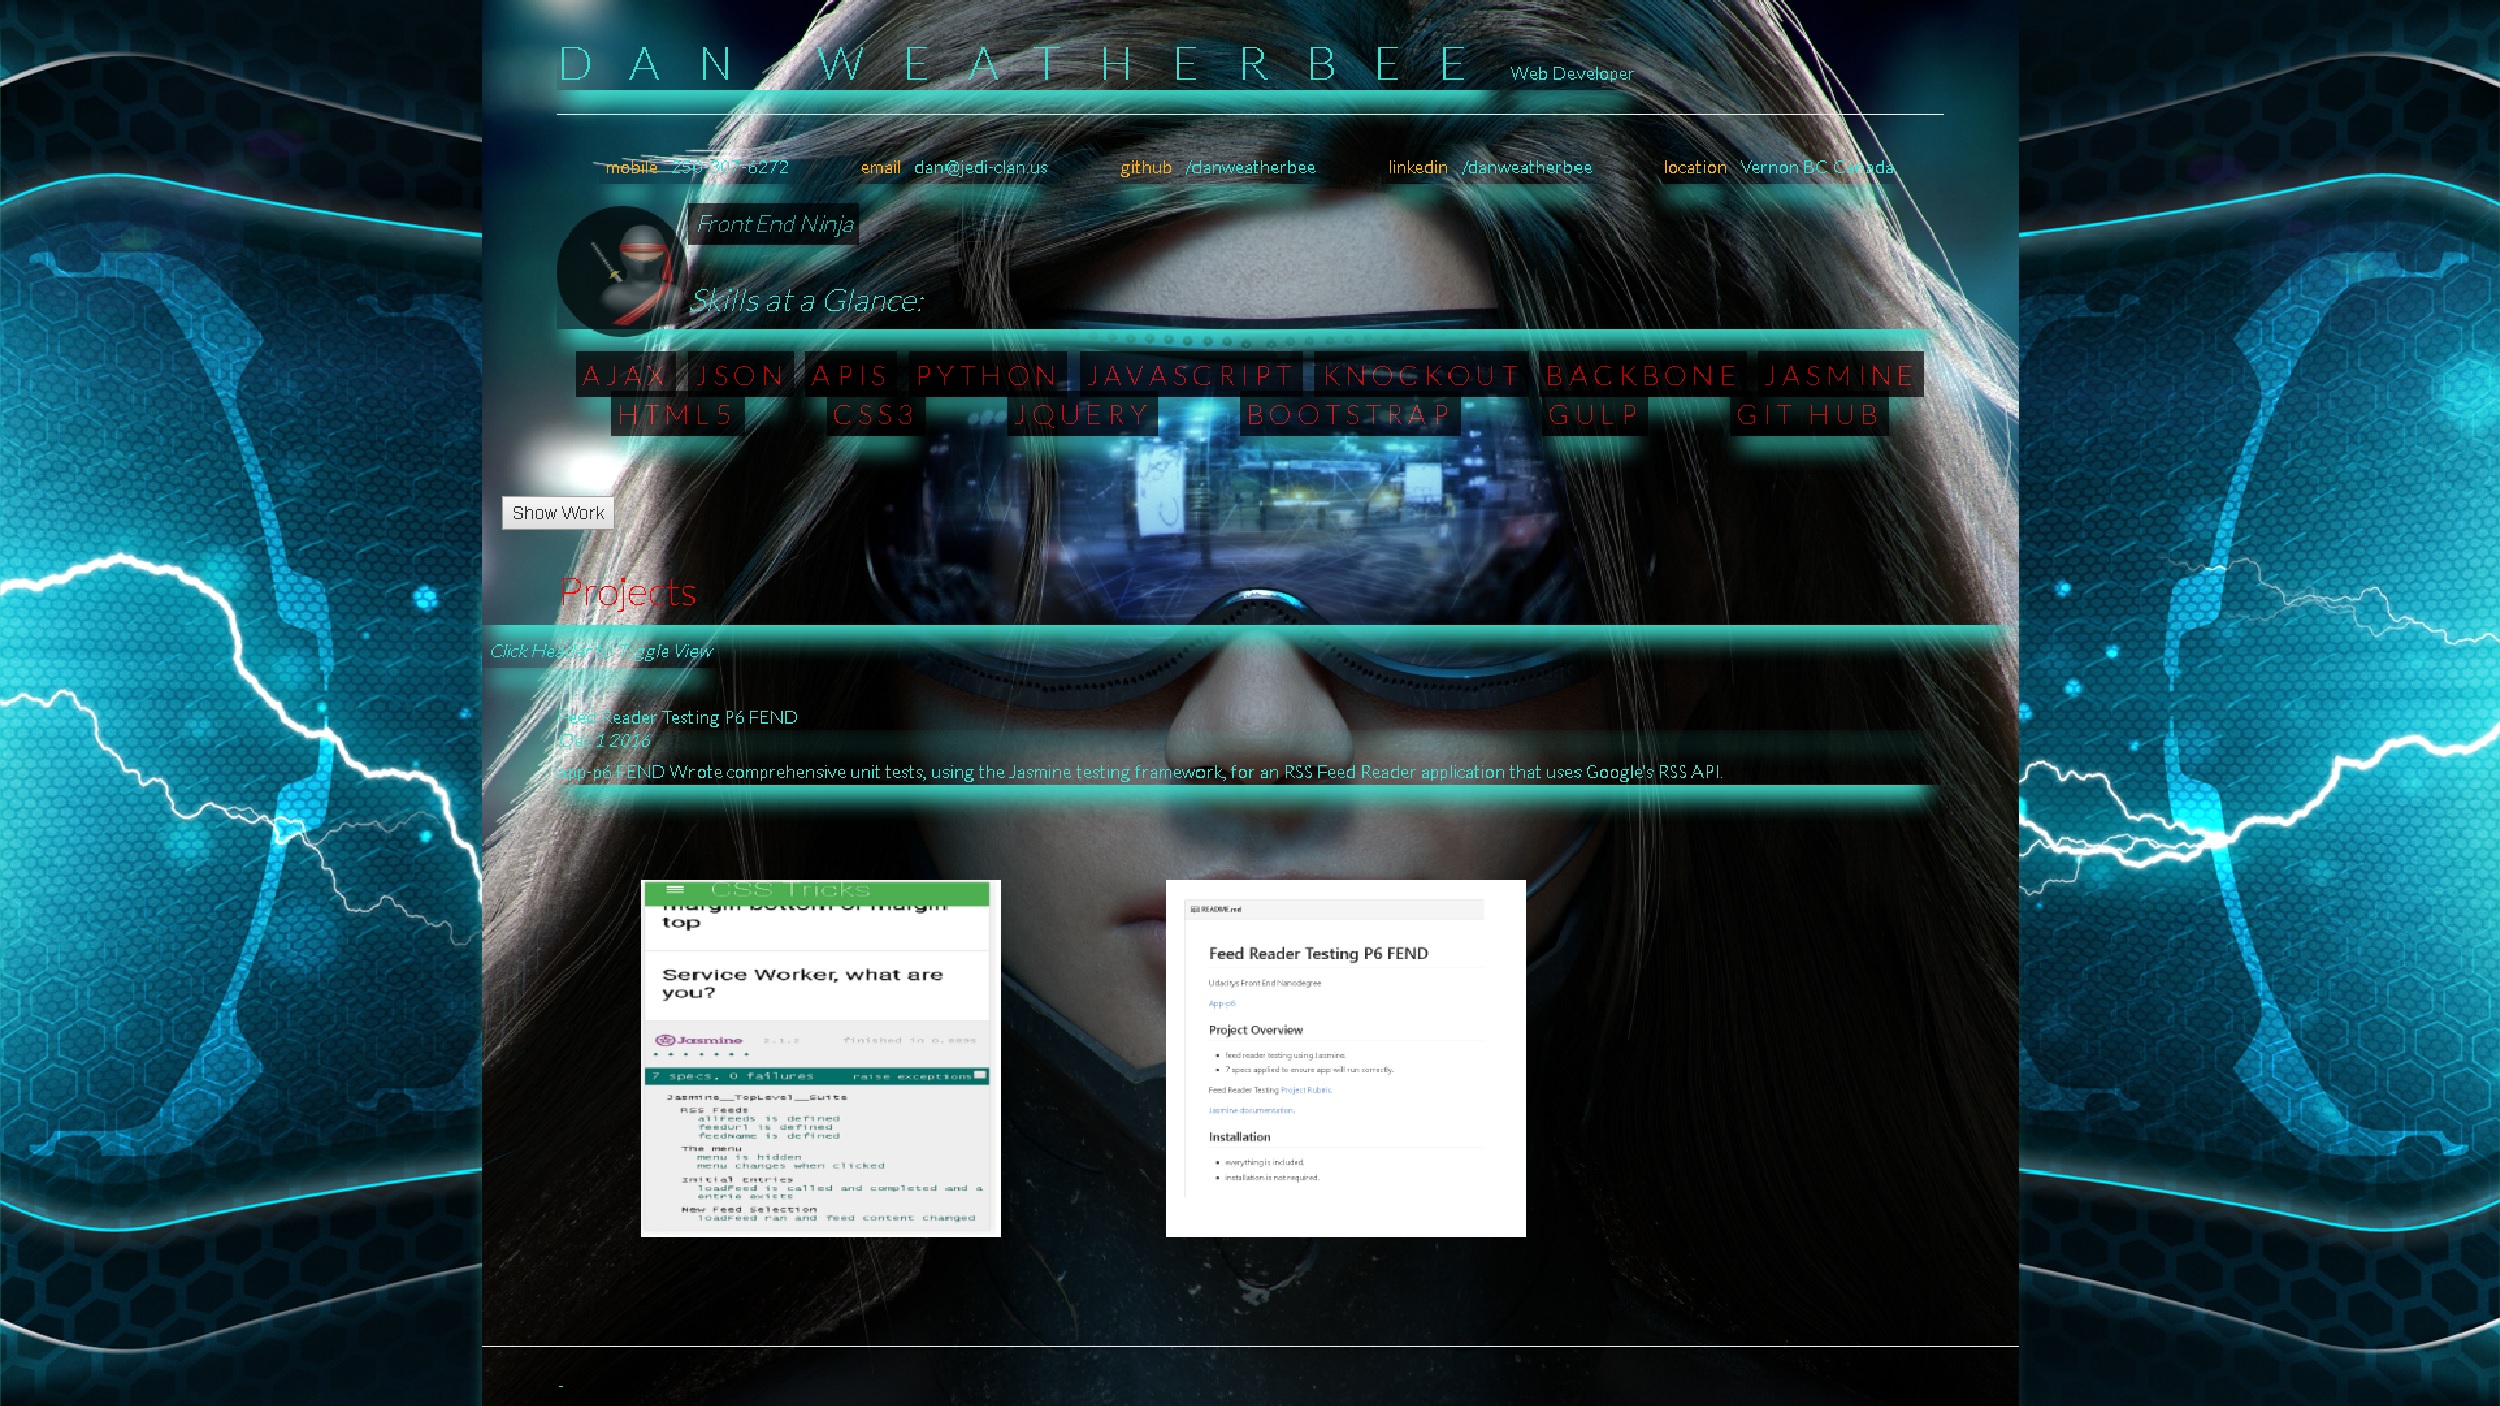 DAN WEATHERBEE Web Developer
mobile 250-307-6272 email dan@jedi-clan.us github /danweatherbee linkedin /danweatherbee location Vernon BC Canada
Front End Ninja
Skills at a Glance:
AJAX JSON APIS PYTHON JAVASCRIPT KNOCKOUT BACKBONE JASMINE
HTML5 CSS3 JQUERY BOOTSTRAP GULP GIT HUB
Show Work
Projects
Click Header to Toggle View
Feed Reader Testing P6 FEND
Dec 1 2016
app-p6 FEND Wrote comprehensive unit tests, using the Jasmine testing framework, for an RSS Feed Reader application that uses Google's RSS API.
CSS Tricks
margin bottom or margin
top
Service Worker, what are
you?
Jasmine 2.1.2 finished in
7 specs, 0 failures raise exceptions
Jasmine__TopLevel__Suite
RSS Feeds
allFeeds is defined
feedurl is defined
feedname is defined
The menu
menu is hidden
menu changes when clicked
Initial Entries
loadFeed is called and completed and a
entrie exists
New Feed Selection
loadFeed ran and feed content changed
README.md
Feed Reader Testing P6 FEND
Udacitys Front End Nanodegree
App-p6
Project Overview
feed reader testing using Jasmine.
7 specs applied to ensure app will run correctly.
Feed Reader Testing Project Rubric.
Jasmine documentation.
Installation
everything is included.
installation is not required.
-